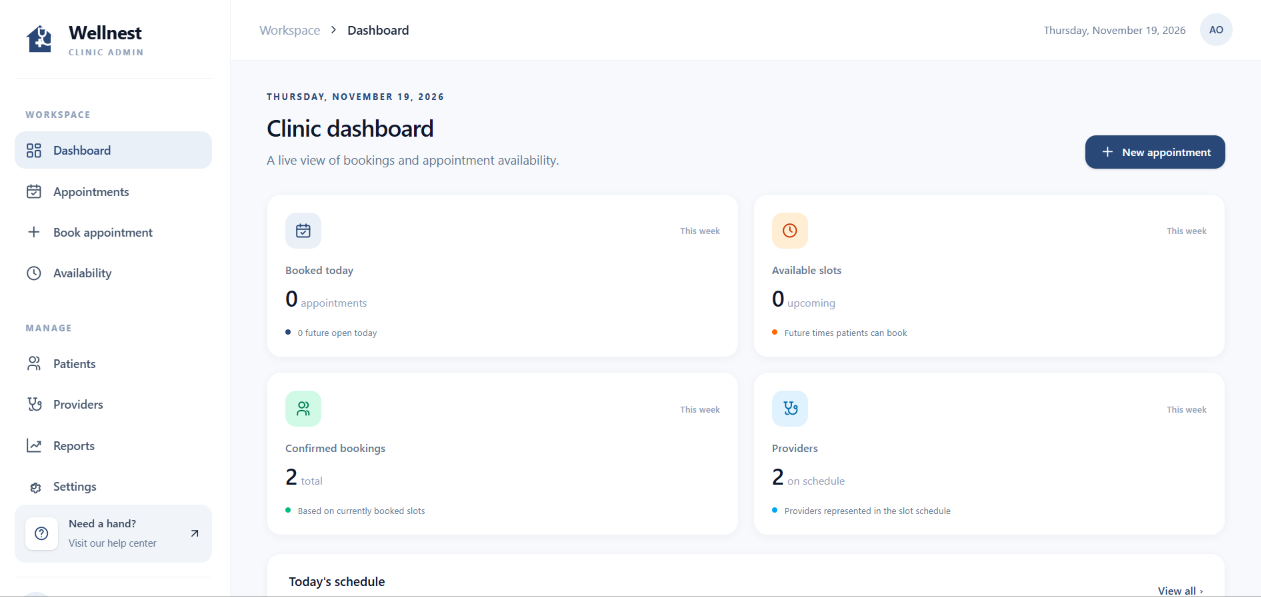 Wellnest
CLINIC ADMIN
WORKSPACE
Dashboard
Appointments
Book appointment
Availability
MANAGE
Patients
Providers
Reports
Settings
Need a hand?
Visit our help center
Workspace > Dashboard
Thursday, November 19, 2026
AO
THURSDAY, NOVEMBER 19, 2026
Clinic dashboard
A live view of bookings and appointment availability.
+ New appointment
This week
Booked today
0 appointments
0 future open today
This week
Available slots
0 upcoming
Future times patients can book
This week
Confirmed bookings
2 total
Based on currently booked slots
This week
Providers
2 on schedule
Providers represented in the slot schedule
Today's schedule
View all ›